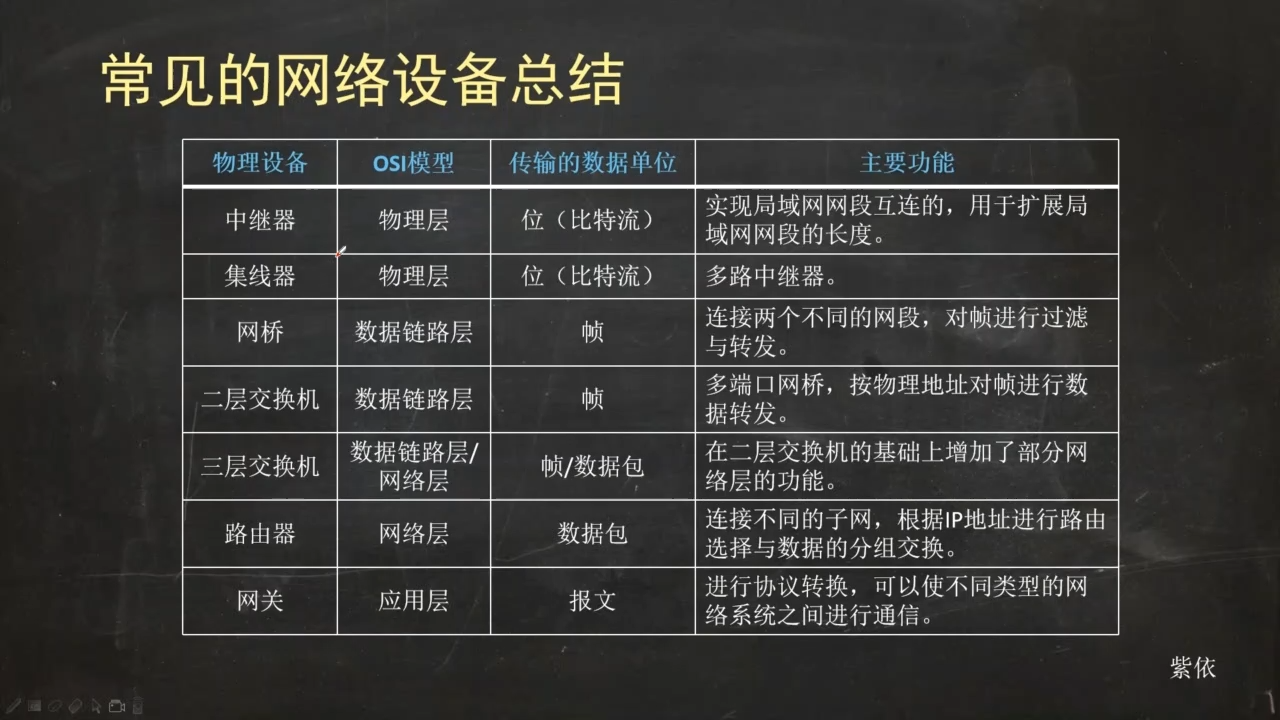 常见的网络设备总结
物理设备 OSI模型 传输的数据单位 主要功能
中继器 物理层 位（比特流） 实现局域网网段互连的，用于扩展局
域网网段的长度。
集线器 物理层 位（比特流） 多路中继器。
网桥 数据链路层 帧 连接两个不同的网段，对帧进行过滤
与转发。
二层交换机 数据链路层 帧 多端口网桥，按物理地址对帧进行数
据转发。
三层交换机 数据链路层/ 帧/数据包 在二层交换机的基础上增加了部分网
网络层 络层的功能。
路由器 网络层 数据包 连接不同的子网，根据IP地址进行路由
选择与数据的分组交换。
网关 应用层 报文 进行协议转换，可以使不同类型的网
络系统之间进行通信。
紫依